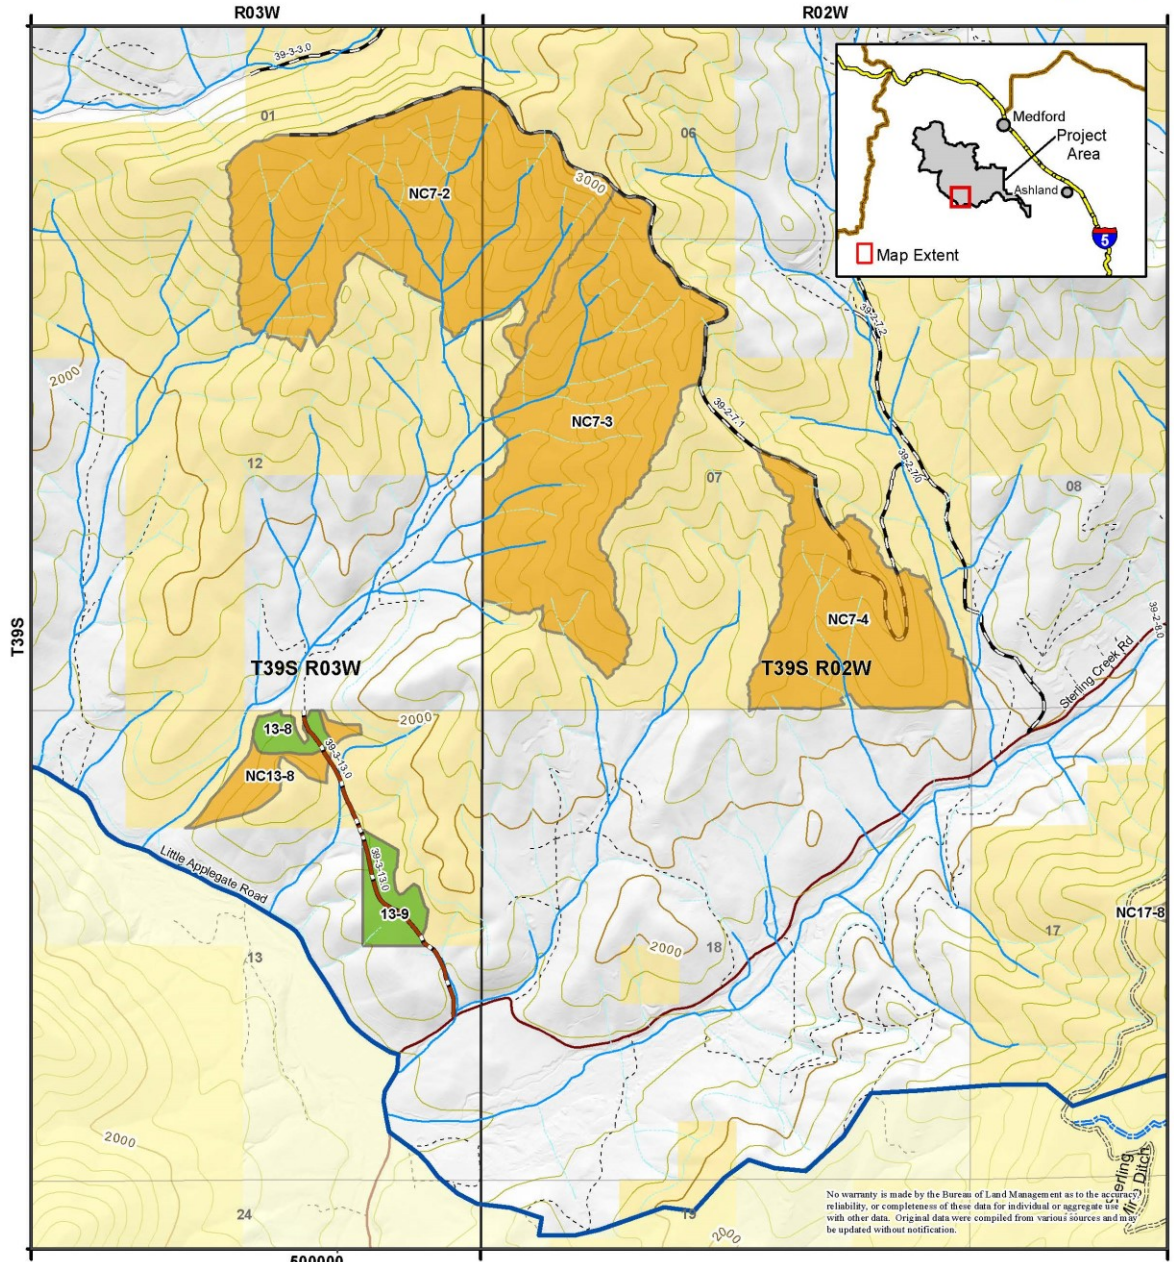 R03W
R02W
39-3-3.0
01
06
Medford
Project
Area
Ashland
5
Map Extent
NC7-2
3000
39-2-7.2
2000
NC7-3
39-2-7.1
12
07
39-2-7.0
08
T39S
NC7-4
39-2-8.0
T39S R03W
T39S R02W
Sterling Creek Rd
13-8
2000
39-3-13.0
NC13-8
Little Applegate Road
39-3-13.0
13-9
NC17-8
17
2000
18
13
2000
Sterling
Mine Ditch
No warranty is made by the Bureau of Land Management as to the accuracy,
reliability, or completeness of these data for individual or aggregate use
with other data. Original data were compiled from various sources and may
be updated without notification.
24
19
2000
500000